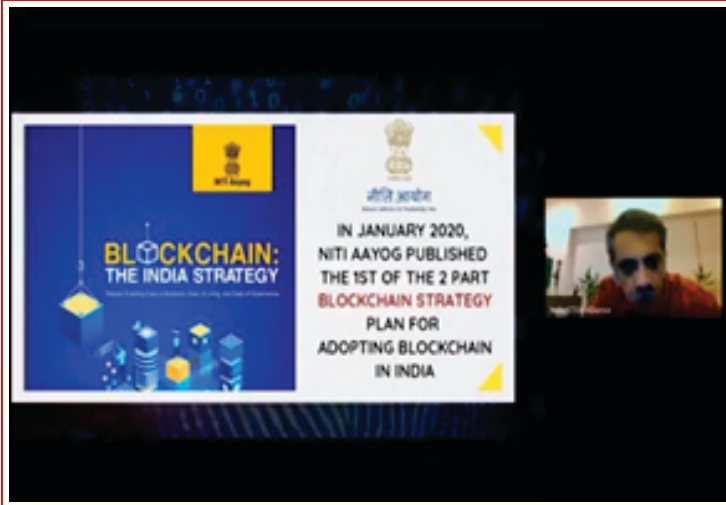 NITI Aayog
BLOCKCHAIN:
THE INDIA STRATEGY
नीति आयोग
IN JANUARY 2020,
NITI AAYOG PUBLISHED
THE 1ST OF THE 2 PART
BLOCKCHAIN STRATEGY
PLAN FOR
ADOPTING BLOCKCHAIN
IN INDIA